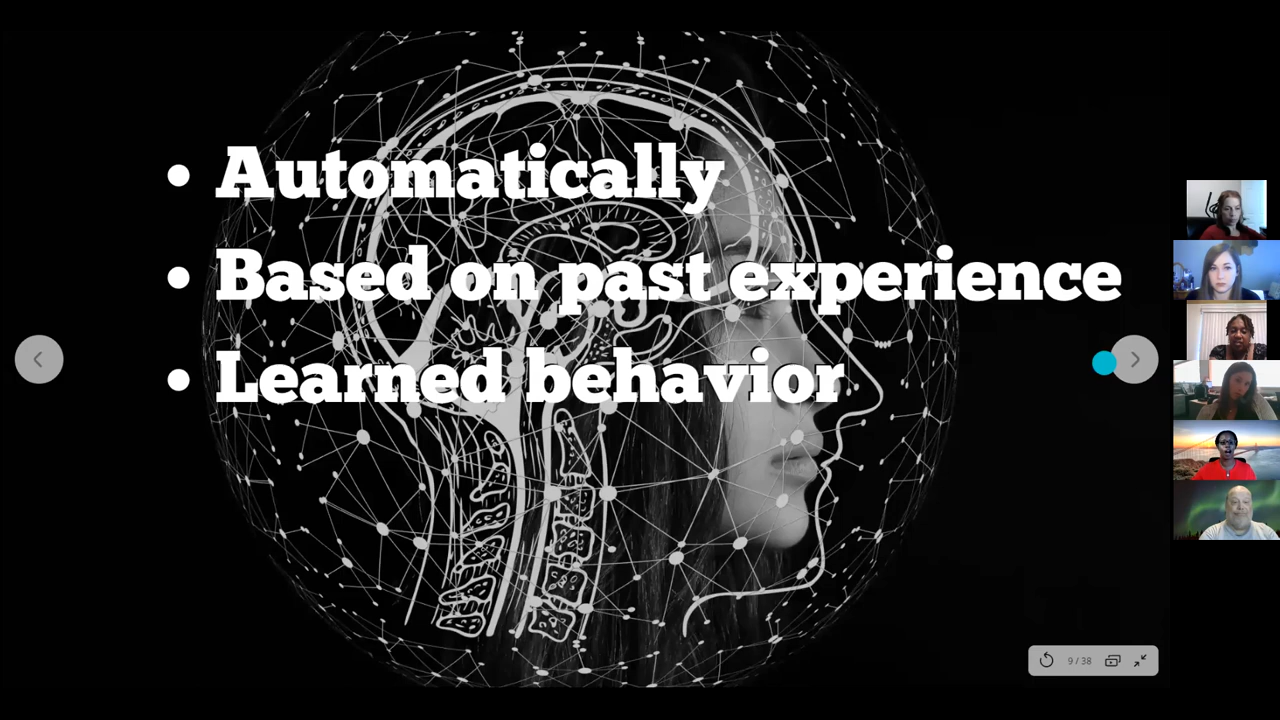 • Automatically
• Based on past experience
• Learned behavior
9 / 38